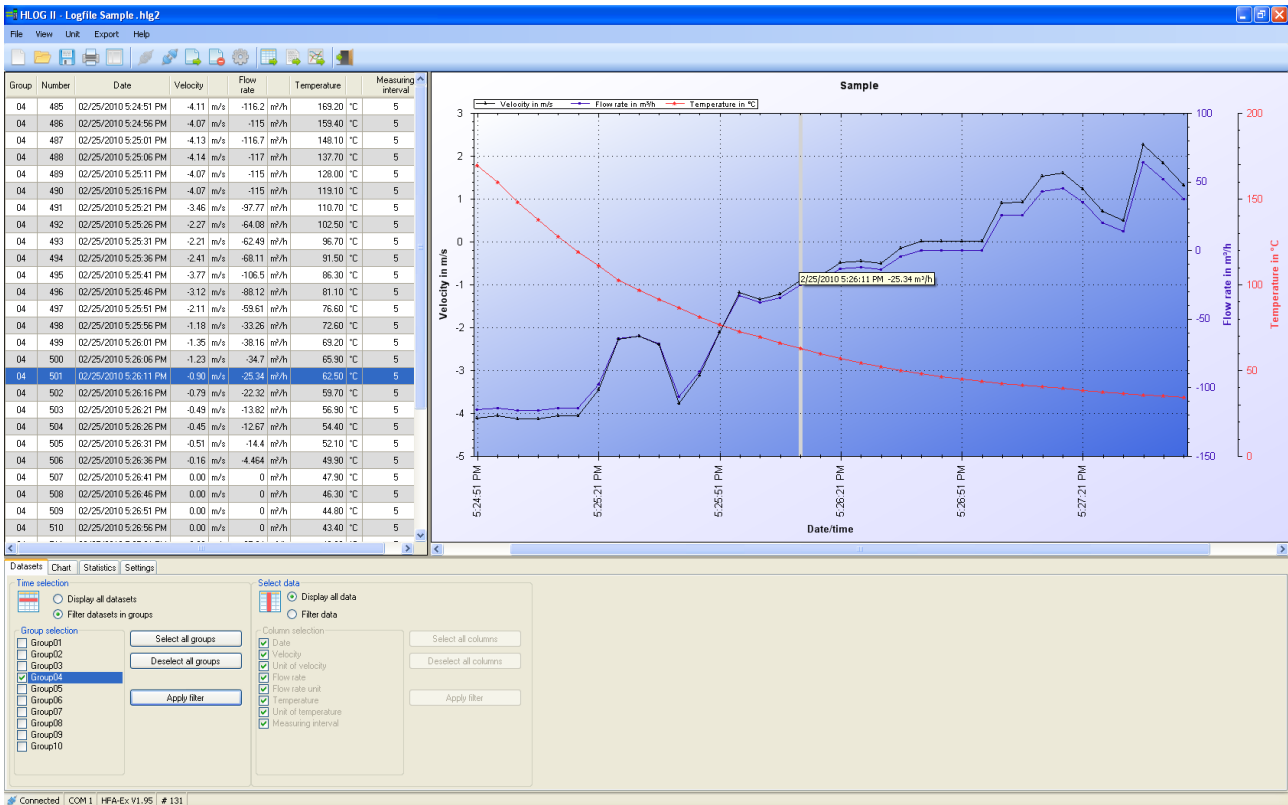 HLOG II - Logfile Sample .hlg2
File View Unit Export Help
Group Number Date Velocity Flow rate Temperature Measuring interval
04 485 02/25/2010 5:24:51 PM -4.11 m/s -116.2 m³/h 169.20 °C 5
04 486 02/25/2010 5:24:56 PM -4.07 m/s -115 m³/h 159.40 °C 5
04 487 02/25/2010 5:25:01 PM -4.13 m/s -116.7 m³/h 148.10 °C 5
04 488 02/25/2010 5:25:06 PM -4.14 m/s -117 m³/h 137.70 °C 5
04 489 02/25/2010 5:25:11 PM -4.07 m/s -115 m³/h 128.00 °C 5
04 490 02/25/2010 5:25:16 PM -4.07 m/s -115 m³/h 119.10 °C 5
04 491 02/25/2010 5:25:21 PM -3.46 m/s -97.77 m³/h 110.70 °C 5
04 492 02/25/2010 5:25:26 PM -2.27 m/s -64.08 m³/h 102.50 °C 5
04 493 02/25/2010 5:25:31 PM -2.21 m/s -62.49 m³/h 96.70 °C 5
04 494 02/25/2010 5:25:36 PM -2.41 m/s -68.11 m³/h 91.50 °C 5
04 495 02/25/2010 5:25:41 PM -3.77 m/s -106.5 m³/h 86.30 °C 5
04 496 02/25/2010 5:25:46 PM -3.12 m/s -88.12 m³/h 81.10 °C 5
04 497 02/25/2010 5:25:51 PM -2.11 m/s -59.61 m³/h 76.60 °C 5
04 498 02/25/2010 5:25:56 PM -1.18 m/s -33.26 m³/h 72.60 °C 5
04 499 02/25/2010 5:26:01 PM -1.35 m/s -38.16 m³/h 69.20 °C 5
04 500 02/25/2010 5:26:06 PM -1.23 m/s -34.7 m³/h 65.90 °C 5
04 501 02/25/2010 5:26:11 PM -0.90 m/s -25.34 m³/h 62.50 °C 5
04 502 02/25/2010 5:26:16 PM -0.79 m/s -22.32 m³/h 59.70 °C 5
04 503 02/25/2010 5:26:21 PM -0.49 m/s -13.82 m³/h 56.90 °C 5
04 504 02/25/2010 5:26:26 PM -0.45 m/s -12.67 m³/h 54.40 °C 5
04 505 02/25/2010 5:26:31 PM -0.51 m/s -14.4 m³/h 52.10 °C 5
04 506 02/25/2010 5:26:36 PM -0.16 m/s -4.464 m³/h 49.90 °C 5
04 507 02/25/2010 5:26:41 PM 0.00 m/s 0 m³/h 47.90 °C 5
04 508 02/25/2010 5:26:46 PM 0.00 m/s 0 m³/h 46.30 °C 5
04 509 02/25/2010 5:26:51 PM 0.00 m/s 0 m³/h 44.80 °C 5
04 510 02/25/2010 5:26:56 PM 0.00 m/s 0 m³/h 43.40 °C 5
Sample
Velocity in m/s Flow rate in m³/h Temperature in °C
3 100 200
2
50
1 150
0 0
-1 100
-2 -50
-3 50
-100
-4
-5 -150 0
Velocity in m/s
Flow rate in m³/h
Temperature in °C
2/25/2010 5:26:11 PM -25.34 m³/h
5:24:51 PM 5:25:21 PM 5:25:51 PM 5:26:21 PM 5:26:51 PM 5:27:21 PM
Date/time
Datasets Chart Statistics Settings
Time selection
Display all datasets
Filter datasets in groups
Group selection
Group01
Group02
Group03
Group04
Group05
Group06
Group07
Group08
Group09
Group10
Select all groups
Deselect all groups
Apply filter
Select data
Display all data
Filter data
Column selection
Date
Velocity
Unit of velocity
Flow rate
Flow rate unit
Temperature
Unit of temperature
Measuring interval
Select all columns
Deselect all columns
Apply filter
Connected COM 1 HFA-Ex V1.95 # 131